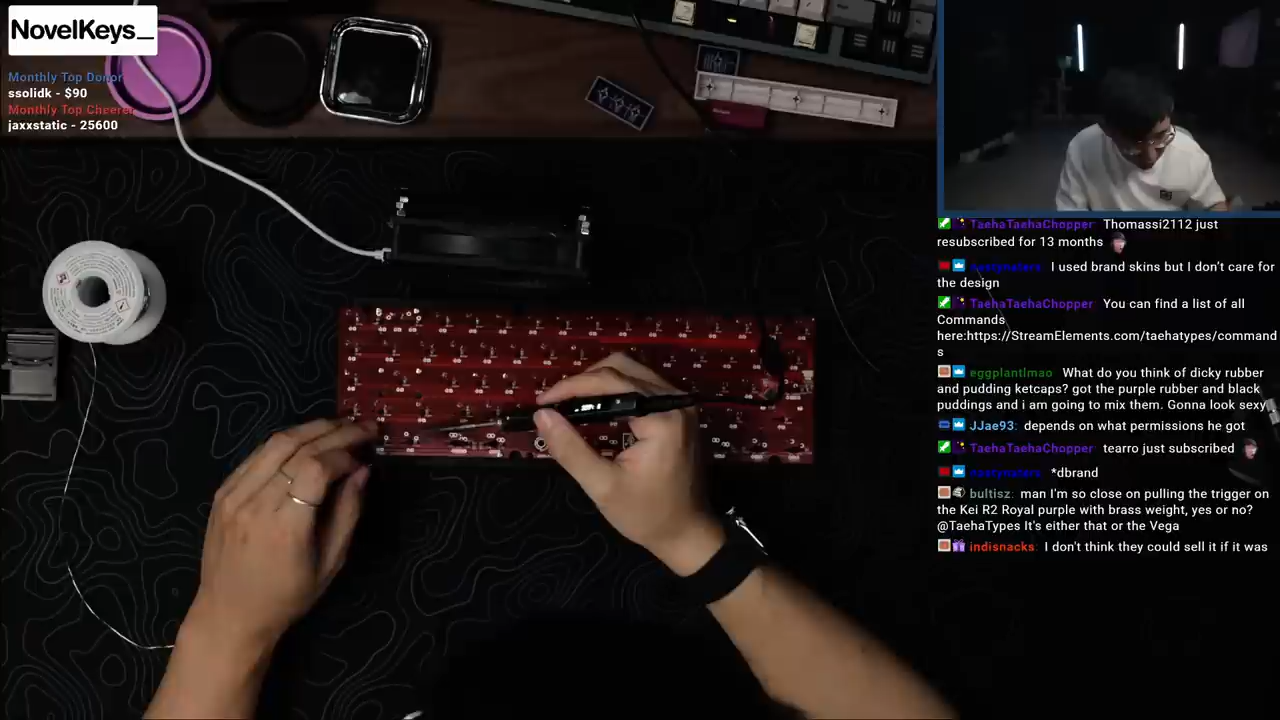 NovelKeys_
Monthly Top Donor
ssolidk - $90
Monthly Top Cheerer
jaxxstatic - 25600
TaehaTaehaChopper: Thomassi2112 just
resubscribed for 13 months
I used brand skins but I don't care for
the design
TaehaTaehaChopper: You can find a list of all
Commands
here:https://StreamElements.com/taehatypes/command
s
eggplantlmao: What do you think of dicky rubber
and pudding ketcaps? got the purple rubber and black
puddings and i am going to mix them. Gonna look sexy
JJae93: depends on what permissions he got
TaehaTaehaChopper: tearro just subscribed
*dbrand
bultisz: man I'm so close on pulling the trigger on
the Kei R2 Royal purple with brass weight, yes or no?
@TaehaTypes It's either that or the Vega
indisnacks: I don't think they could sell it if it was